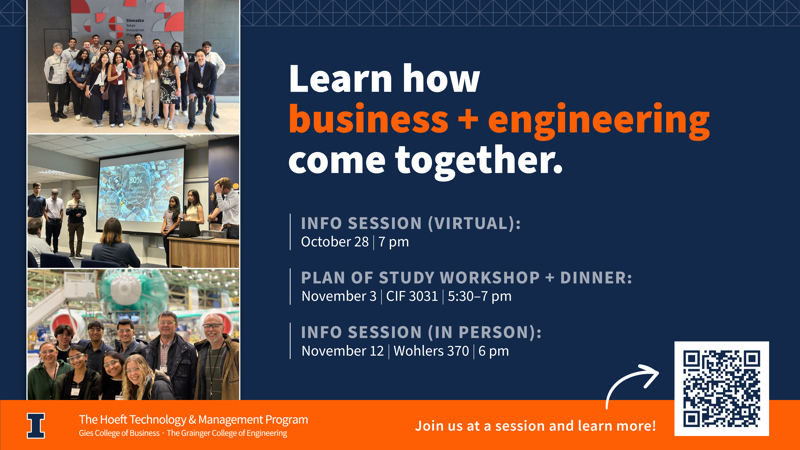 Learn how
business + engineering
come together.
INFO SESSION (VIRTUAL):
October 28 | 7 pm
PLAN OF STUDY WORKSHOP + DINNER:
November 3 | CIF 3031 | 5:30–7 pm
INFO SESSION (IN PERSON):
November 12 | Wohlers 370 | 6 pm
Join us at a session and learn more!
I
The Hoeft Technology & Management Program
Gies College of Business · The Grainger College of Engineering
80%